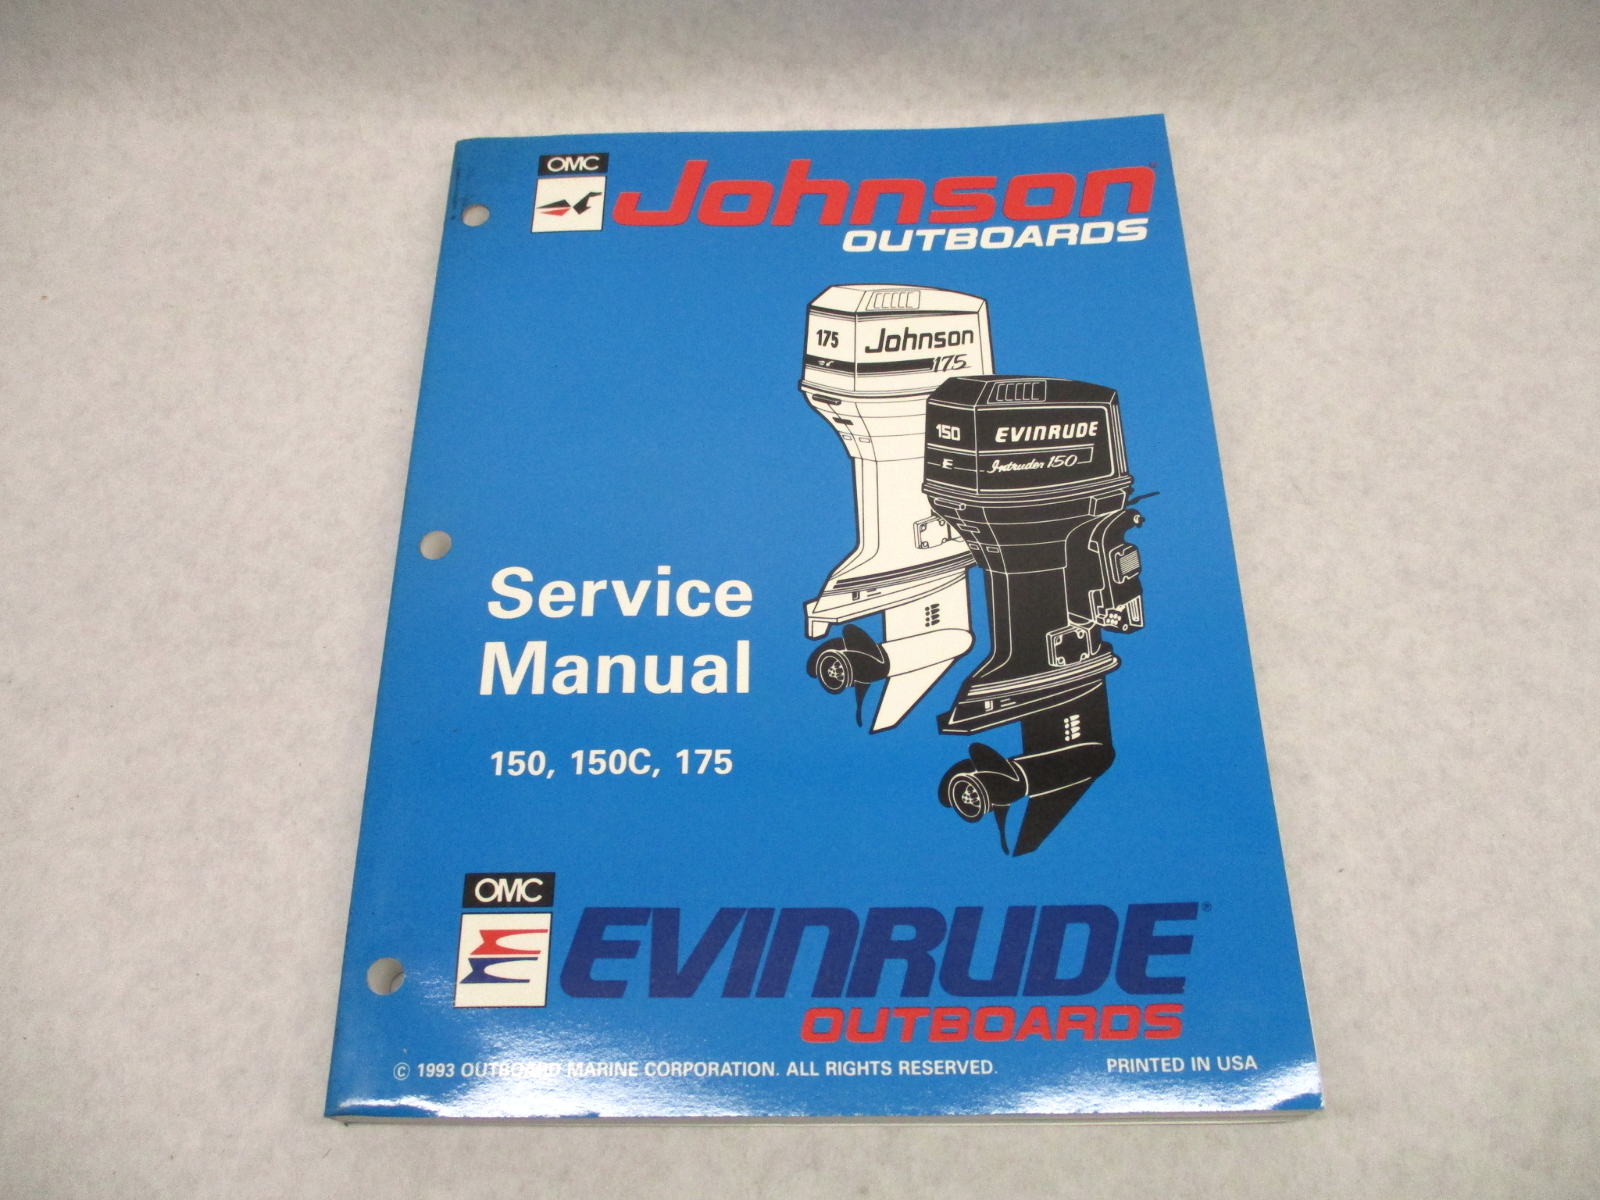 OMC
Johnson®
OUTBOARDS
175
Johnson
175
150
EVINRUDE
E
Intruder 150
Service
Manual
150, 150C, 175
OMC
E
EVINRUDE®
OUTBOARDS
© 1993 OUTBOARD MARINE CORPORATION. ALL RIGHTS RESERVED.
PRINTED IN USA